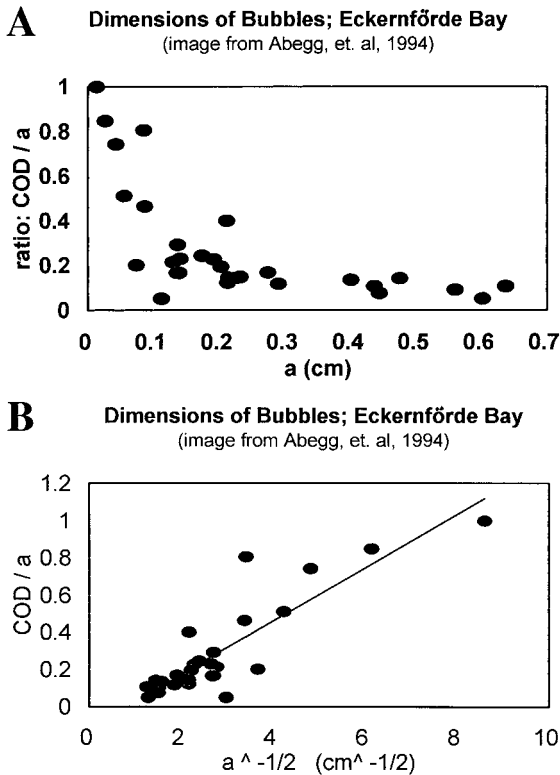 A
Dimensions of Bubbles; Eckernförde Bay
(image from Abegg, et. al, 1994)
ratio: COD / a
1
0.8
0.6
0.4
0.2
0
0 0.1 0.2 0.3 0.4 0.5 0.6 0.7
a (cm)
B
Dimensions of Bubbles; Eckernförde Bay
(image from Abegg, et. al, 1994)
COD / a
1.2
1
0.8
0.6
0.4
0.2
0
0 2 4 6 8 10
a ^ -1/2 (cm^ -1/2)